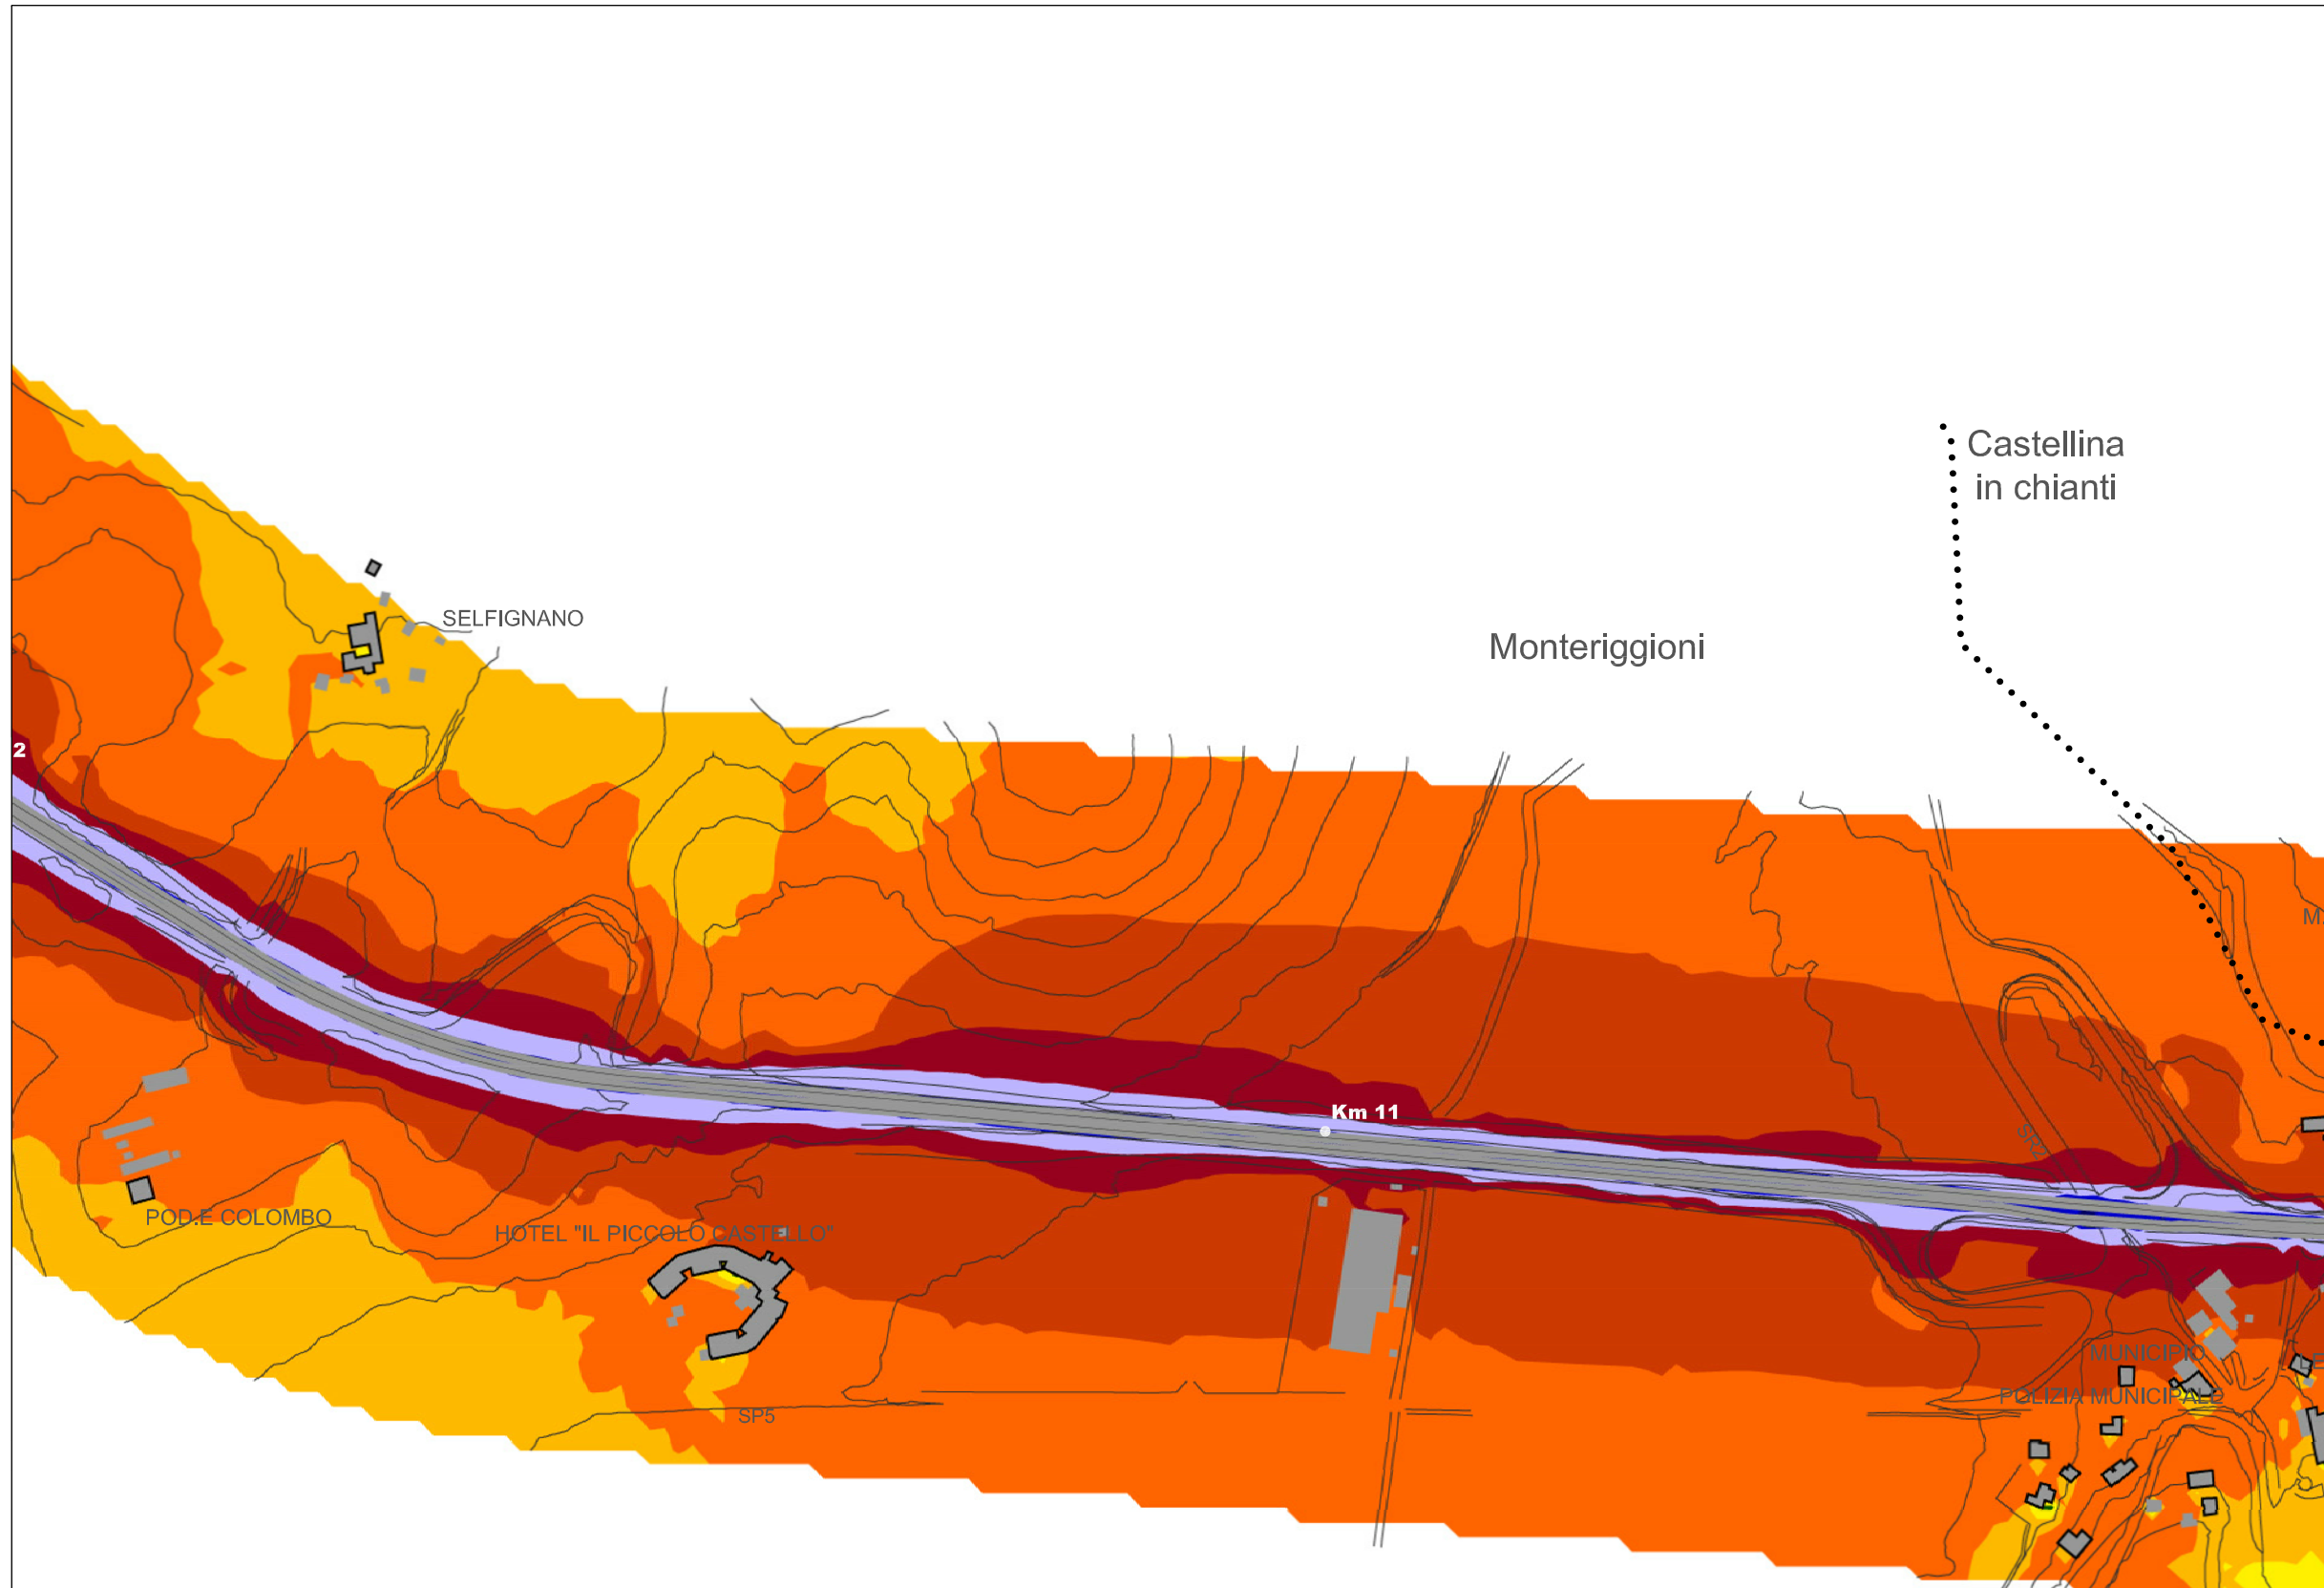 Castellina
in chianti
SELFIGNANO
Monteriggioni
2
Km 11
POD.E COLOMBO
HOTEL "IL PICCOLO CASTELLO"
MUNICIPIO
POLIZIA MUNICIPALE
SP5